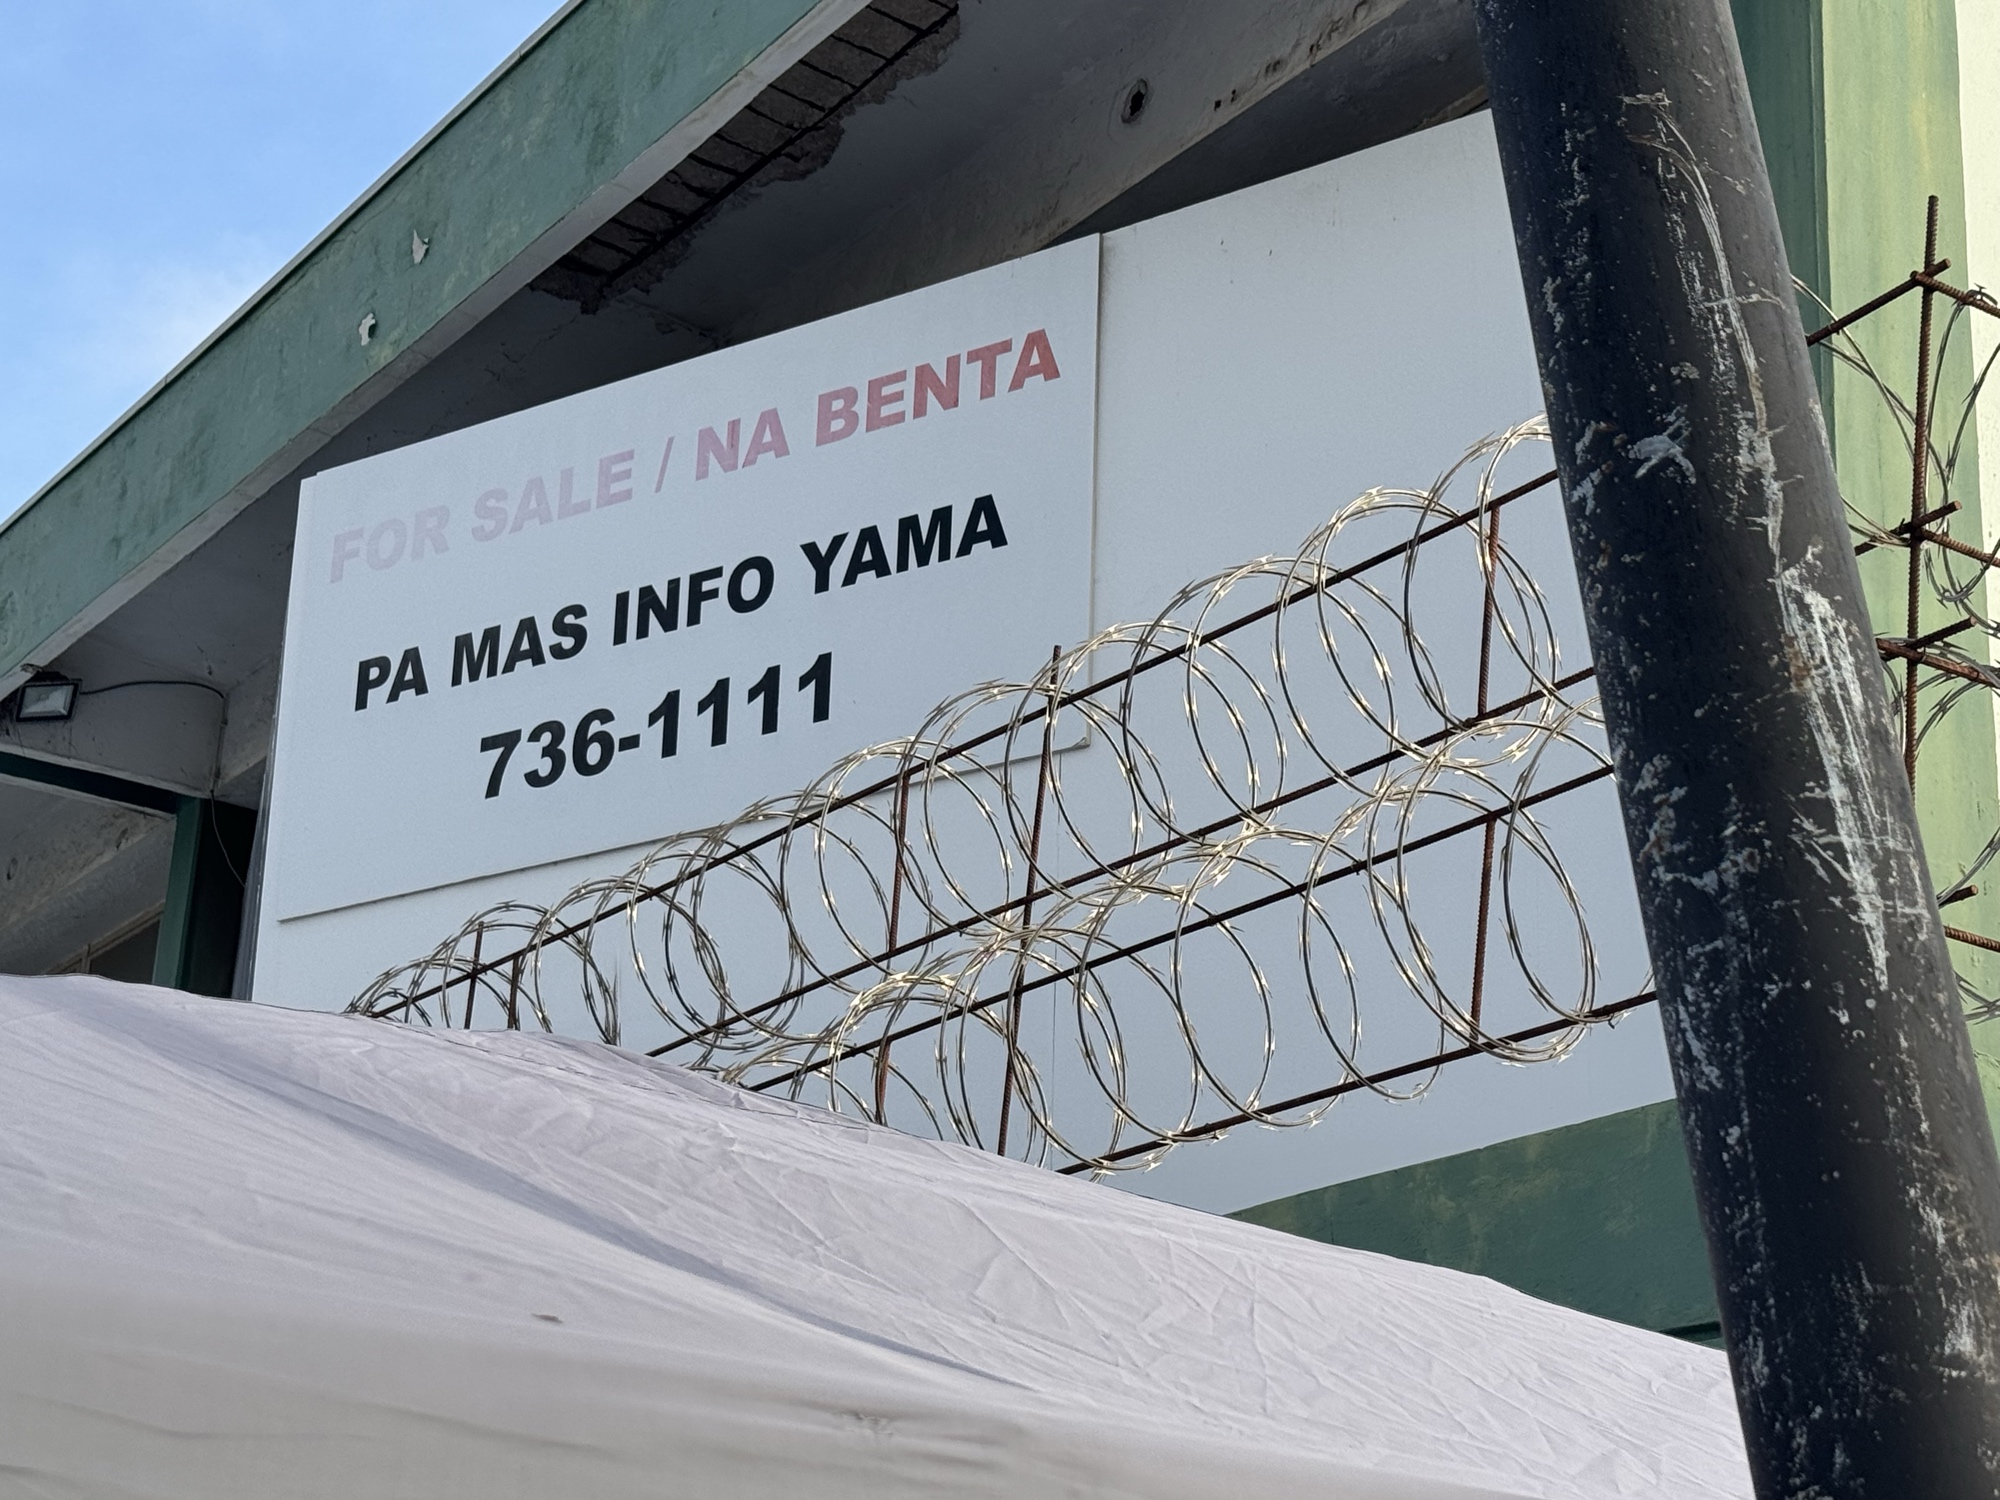 FOR SALE / NA BENTA
PA MAS INFO YAMA
736-1111